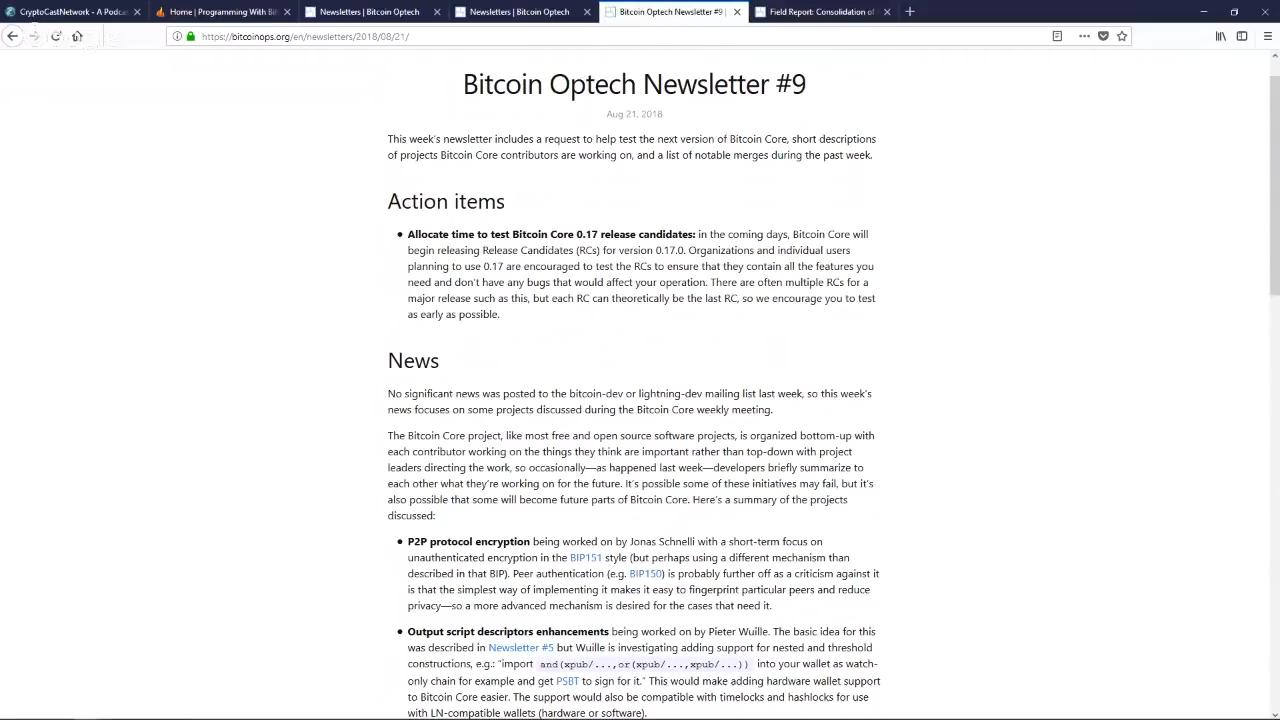 CryptoCastNetwork - A Podcas
Home | Programming With Bit
Newsletters | Bitcoin Optech
Newsletters | Bitcoin Optech
Bitcoin Optech Newsletter #9 |
Field Report: Consolidation of
https://bitcoinops.org/en/newsletters/2018/08/21/
Bitcoin Optech Newsletter #9
Aug 21, 2018
This week's newsletter includes a request to help test the next version of Bitcoin Core, short descriptions
of projects Bitcoin Core contributors are working on, and a list of notable merges during the past week.
Action items
Allocate time to test Bitcoin Core 0.17 release candidates: in the coming days, Bitcoin Core will
begin releasing Release Candidates (RCs) for version 0.17.0. Organizations and individual users
planning to use 0.17 are encouraged to test the RCs to ensure that they contain all the features you
need and don't have any bugs that would affect your operation. There are often multiple RCs for a
major release such as this, but each RC can theoretically be the last RC, so we encourage you to test
as early as possible.
News
No significant news was posted to the bitcoin-dev or lightning-dev mailing list last week, so this week's
news focuses on some projects discussed during the Bitcoin Core weekly meeting.
The Bitcoin Core project, like most free and open source software projects, is organized bottom-up with
each contributor working on the things they think are important rather than top-down with project
leaders directing the work, so occasionally—as happened last week—developers briefly summarize to
each other what they're working on for the future. It's possible some of these initiatives may fail, but it's
also possible that some will become future parts of Bitcoin Core. Here's a summary of the projects
discussed:
P2P protocol encryption being worked on by Jonas Schnelli with a short-term focus on
unauthenticated encryption in the BIP151 style (but perhaps using a different mechanism than
described in that BIP). Peer authentication (e.g. BIP150) is probably further off as a criticism against it
is that the simplest way of implementing it makes it easy to fingerprint particular peers and reduce
privacy—so a more advanced mechanism is desired for the cases that need it.
Output script descriptors enhancements being worked on by Pieter Wuille. The basic idea for this
was described in Newsletter #5 but Wuille is investigating adding support for nested and threshold
constructions, e.g.: "import and(xpub/...,or(xpub/...,xpub/...)) into your wallet as watch-
only chain for example and get PSBT to sign for it." This would make adding hardware wallet support
to Bitcoin Core easier. The support would also be compatible with timelocks and hashlocks for use
with LN-compatible wallets (hardware or software).